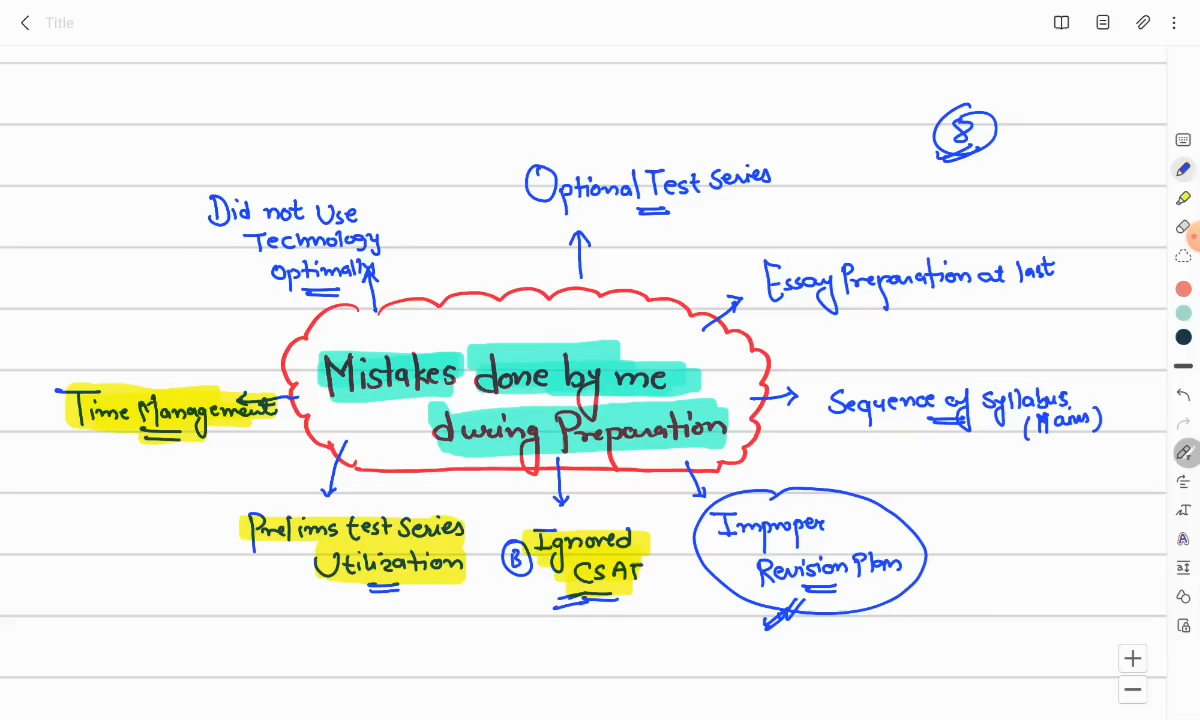 Title
8
Optional Test Series
Did not Use
Technology
Optimally
Essay Preparation at last
Mistakes done by me
during Preparation
Time Management
Sequence of Syllabus
(Mains)
Prelims test Series
Utilization
B
Ignored
CSAT
Improper
Revision Plan